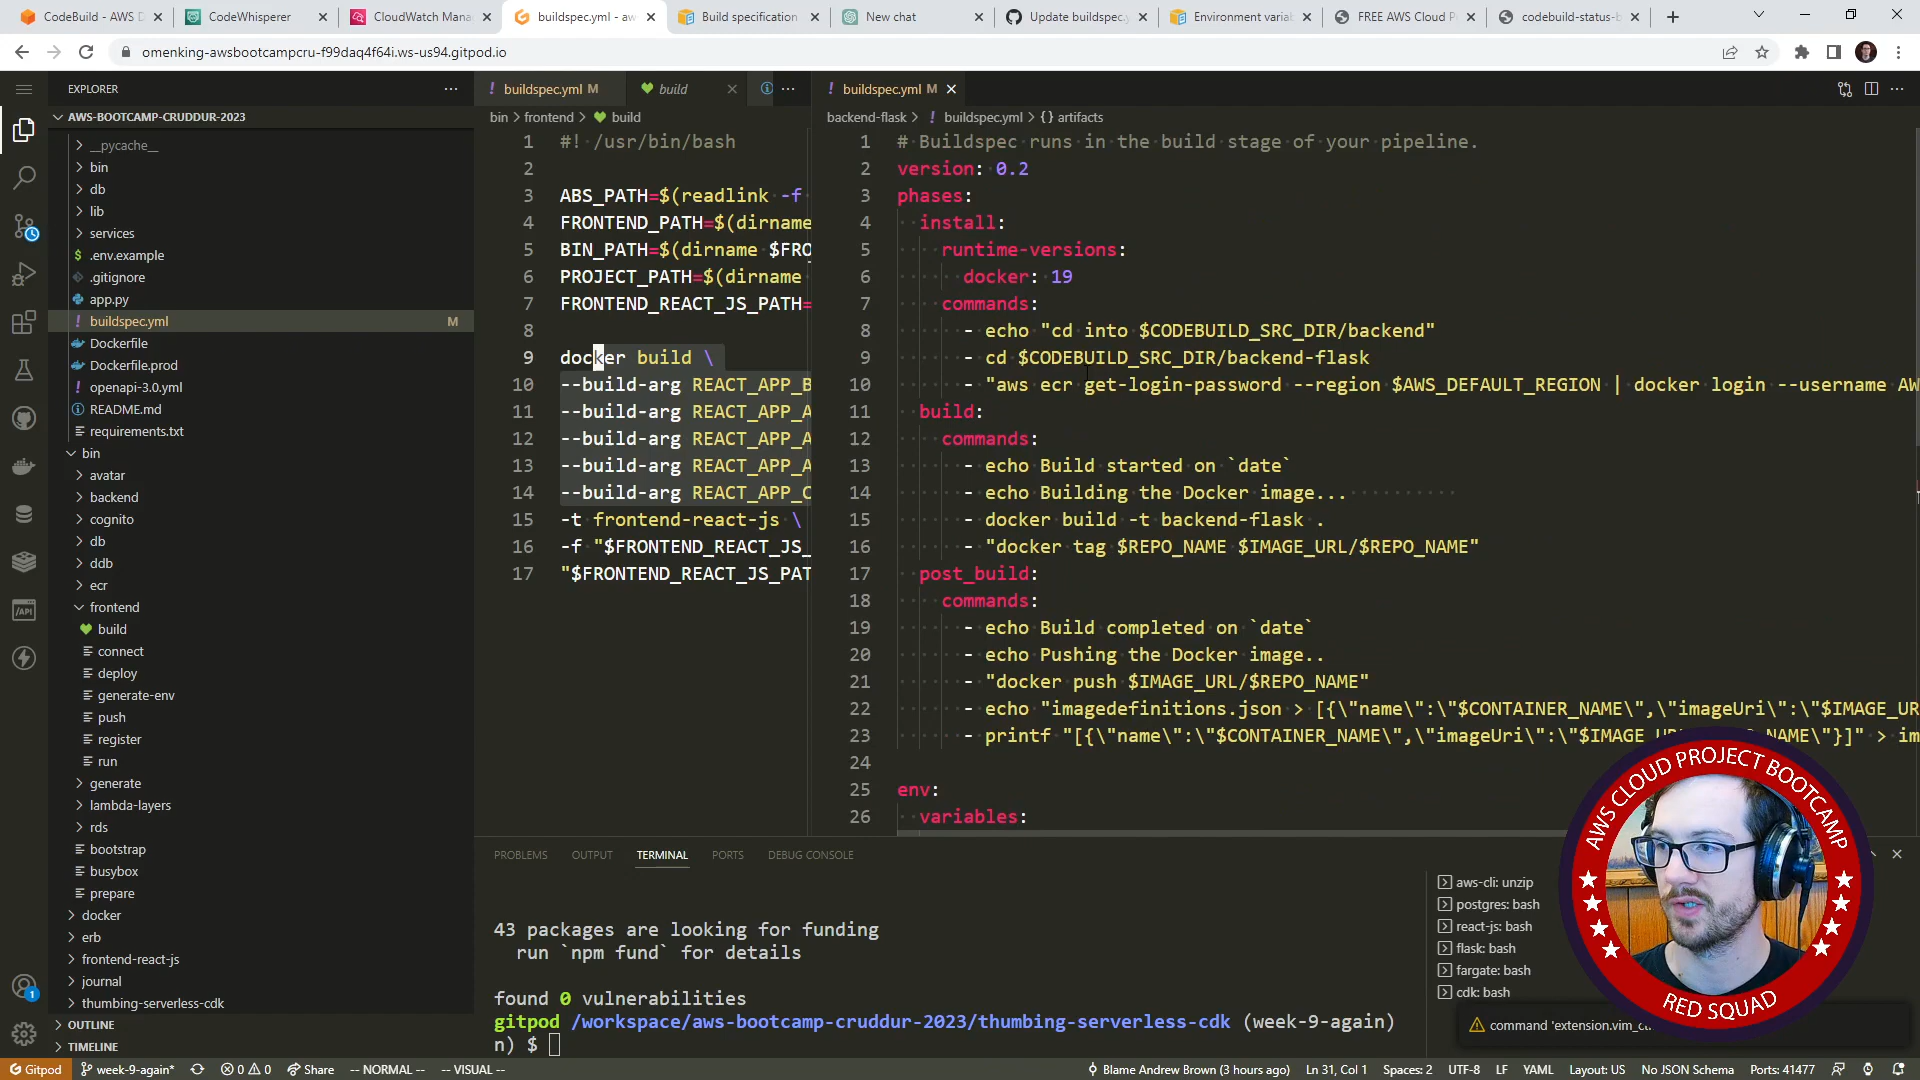 CodeBuild - AWS D
CodeWhisperer
CloudWatch Mana
buildspec.yml - aw
Build specification
New chat
Update buildspec.y
Environment varia
FREE AWS Cloud P
codebuild-status-b
omenking-awsbootcampcru-f99daq4f64i.ws-us94.gitpod.io
EXPLORER
AWS-BOOTCAMP-CRUDDUR-2023
__pycache__
bin
db
lib
services
.env.example
.gitignore
app.py
buildspec.yml M
Dockerfile
Dockerfile.prod
openapi-3.0.yml
README.md
requirements.txt
bin
avatar
backend
cognito
db
ddb
ecr
frontend
build
connect
deploy
generate-env
push
register
run
generate
lambda-layers
rds
bootstrap
busybox
prepare
docker
erb
frontend-react-js
journal
thumbing-serverless-cdk
OUTLINE
TIMELINE
buildspec.yml M
build
bin > frontend > build
1 #! /usr/bin/bash
2
3 ABS_PATH=$(readlink -f
4 FRONTEND_PATH=$(dirname
5 BIN_PATH=$(dirname $FRO
6 PROJECT_PATH=$(dirname
7 FRONTEND_REACT_JS_PATH=
8
9 docker build \
10 --build-arg REACT_APP_B
11 --build-arg REACT_APP_A
12 --build-arg REACT_APP_A
13 --build-arg REACT_APP_A
14 --build-arg REACT_APP_C
15 -t frontend-react-js \
16 -f "$FRONTEND_REACT_JS_
17 "$FRONTEND_REACT_JS_PAT
buildspec.yml M
backend-flask > buildspec.yml > {} artifacts
1 # Buildspec runs in the build stage of your pipeline.
2 version: 0.2
3 phases:
4 install:
5 runtime-versions:
6 docker: 19
7 commands:
8 - echo "cd into $CODEBUILD_SRC_DIR/backend"
9 - cd $CODEBUILD_SRC_DIR/backend-flask
10 - "aws ecr get-login-password --region $AWS_DEFAULT_REGION | docker login --username AW
11 build:
12 commands:
13 - echo Build started on `date`
14 - echo Building the Docker image...
15 - docker build -t backend-flask .
16 - "docker tag $REPO_NAME $IMAGE_URL/$REPO_NAME"
17 post_build:
18 commands:
19 - echo Build completed on `date`
20 - echo Pushing the Docker image..
21 - "docker push $IMAGE_URL/$REPO_NAME"
22 - echo "imagedefinitions.json > [{\"name\":\"$CONTAINER_NAME\",\"imageUri\":\"$IMAGE_UR
23 - printf "[{\"name\":\"$CONTAINER_NAME\",\"imageUri\":\"$IMAGE_U NAME\"}]" > im
24
25 env:
26 variables:
PROBLEMS OUTPUT TERMINAL PORTS DEBUG CONSOLE
43 packages are looking for funding
run `npm fund` for details
found 0 vulnerabilities
gitpod /workspace/aws-bootcamp-cruddur-2023/thumbing-serverless-cdk (week-9-again)
n) $
aws-cli: unzip
postgres: bash
react-js: bash
flask: bash
fargate: bash
cdk: bash
command 'extension.vim_ct
AWS CLOUD PROJECT BOOTCAMP
RED SQUAD
Gitpod week-9-again* 0 0 Share -- NORMAL -- -- VISUAL -- Blame Andrew Brown (3 hours ago) Ln 31, Col 1 Spaces: 2 UTF-8 LF YAML Layout: US No JSON Schema Ports: 41477